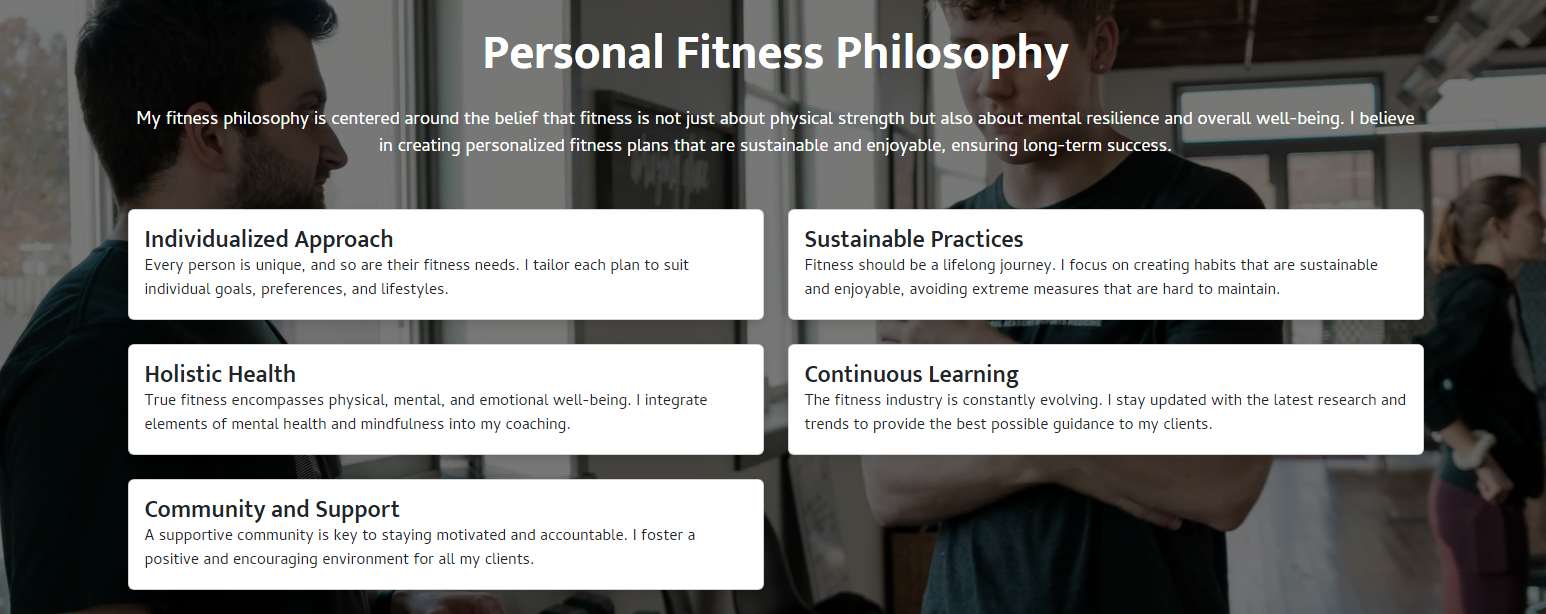 Personal Fitness Philosophy
My fitness philosophy is centered around the belief that fitness is not just about physical strength but also about mental resilience and overall well-being. I believe
in creating personalized fitness plans that are sustainable and enjoyable, ensuring long-term success.
Individualized Approach
Every person is unique, and so are their fitness needs. I tailor each plan to suit
individual goals, preferences, and lifestyles.
Sustainable Practices
Fitness should be a lifelong journey. I focus on creating habits that are sustainable
and enjoyable, avoiding extreme measures that are hard to maintain.
Holistic Health
True fitness encompasses physical, mental, and emotional well-being. I integrate
elements of mental health and mindfulness into my coaching.
Continuous Learning
The fitness industry is constantly evolving. I stay updated with the latest research and
trends to provide the best possible guidance to my clients.
Community and Support
A supportive community is key to staying motivated and accountable. I foster a
positive and encouraging environment for all my clients.